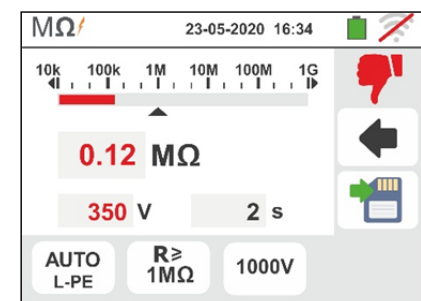 MΩ 23-05-2020 16:34
10k 100k 1M 10M 100M 1G
0.12 MΩ
350 V 2 s
AUTO
L-PE
R≥
1MΩ
1000V